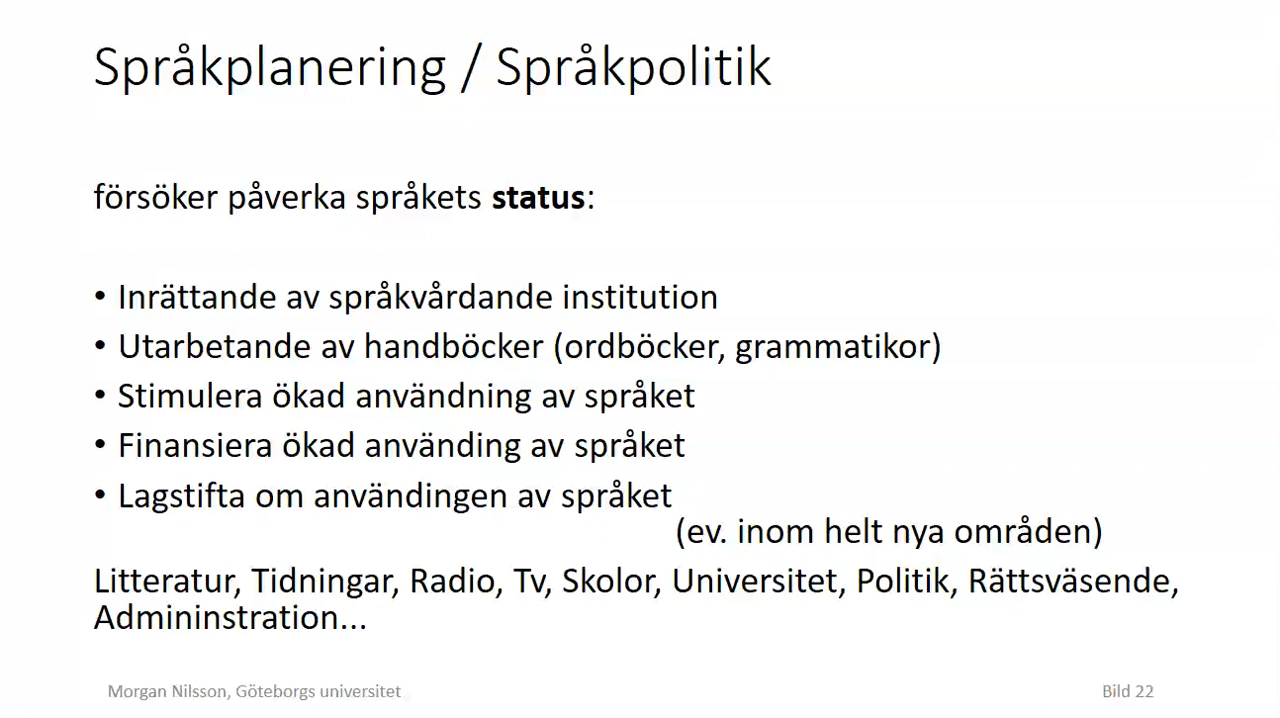 Språkplanering / Språkpolitik
försöker påverka språkets status:
• Inrättande av språkvårdande institution
• Utarbetande av handböcker (ordböcker, grammatikor)
• Stimulera ökad användning av språket
• Finansiera ökad använding av språket
• Lagstifta om användingen av språket
(ev. inom helt nya områden)
Litteratur, Tidningar, Radio, Tv, Skolor, Universitet, Politik, Rättsväsende,
Admininstration...
Morgan Nilsson, Göteborgs universitet
Bild 22